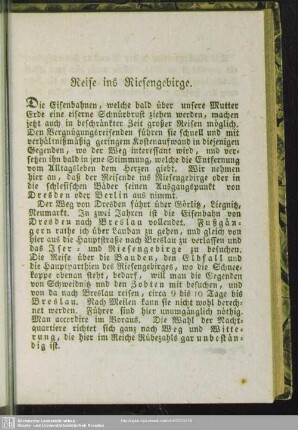 Reise ins Riesengebirge.
Die Eisenbahnen, welche bald über unsere Mutter
Erde eine eiserne Schnürbrust ziehen werden, machen
jetzt auch in beschränkter Zeit großer Reisen möglich.
Den Vergnügungsreisenden führen sie schnell und mit
verhältnißmäßig geringem Kostenaufwand in diejenigen
Gegenden, wo der Weg interessant wird, und ver-
setzen ihn bald in jene Stimmung, welche die Entfernung
vom Alltagsleben dem Herzen giebt. Wir nehmen
hier an, daß der Reisende ins Riesengebirge oder in
die schlesischen Bäder seinen Ausgangspunkt von
Dresden oder Berlin aus nimmt.
Der Weg von Dresden führt über Görlitz, Liegnitz,
Neumarkt. In zwei Jahren ist die Eisenbahn von
Dresden nach Breslau vollendet. Fußgän-
gern rathe ich über Lauban zu gehen, und gleich von
hier aus die Hauptstraße nach Breslau zu verlassen und
das Iser- und Riesengebirge zu besuchen.
Die Reise über die Bauden, den Elbfall und
die Hauptparthien des Riesengebirges, wo die Schnee-
koppe obenan steht, bedarf, will man die Gegenden
von Schweidnitz und den Zobten mit besuchen, und
von da nach Breslau reisen, circa 9 bis 10 Tage bis
Breslau. Nach Meilen kann sie nicht wohl berech-
net werden. Führer sind hier unumgänglich nöthig.
Man accordire im Voraus. Die Wahl der Nacht-
quartiere richtet sich ganz nach Weg und Witte-
rung, die hier im Reiche Rübezahls gar unbestän-
dig ist.